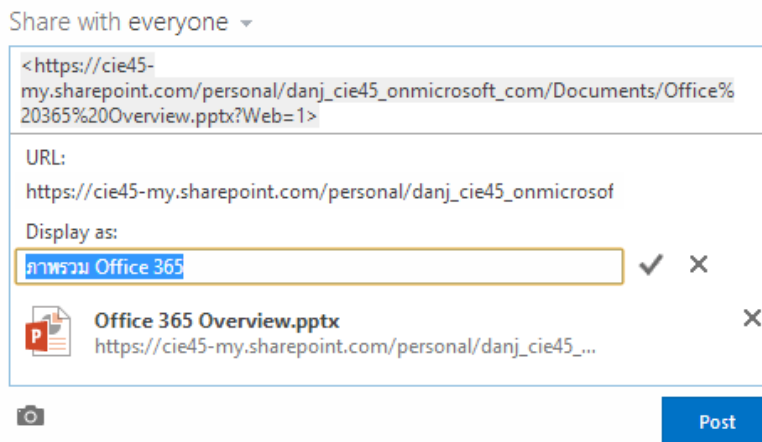 Share with everyone
<https://cie45-
my.sharepoint.com/personal/danj_cie45_onmicrosoft_com/Documents/Office%
20365%20Overview.pptx?Web=1>
URL:
https://cie45-my.sharepoint.com/personal/danj_cie45_onmicrosof
Display as:
ภาพรวม Office 365
Office 365 Overview.pptx
https://cie45-my.sharepoint.com/personal/danj_cie45_...
Post